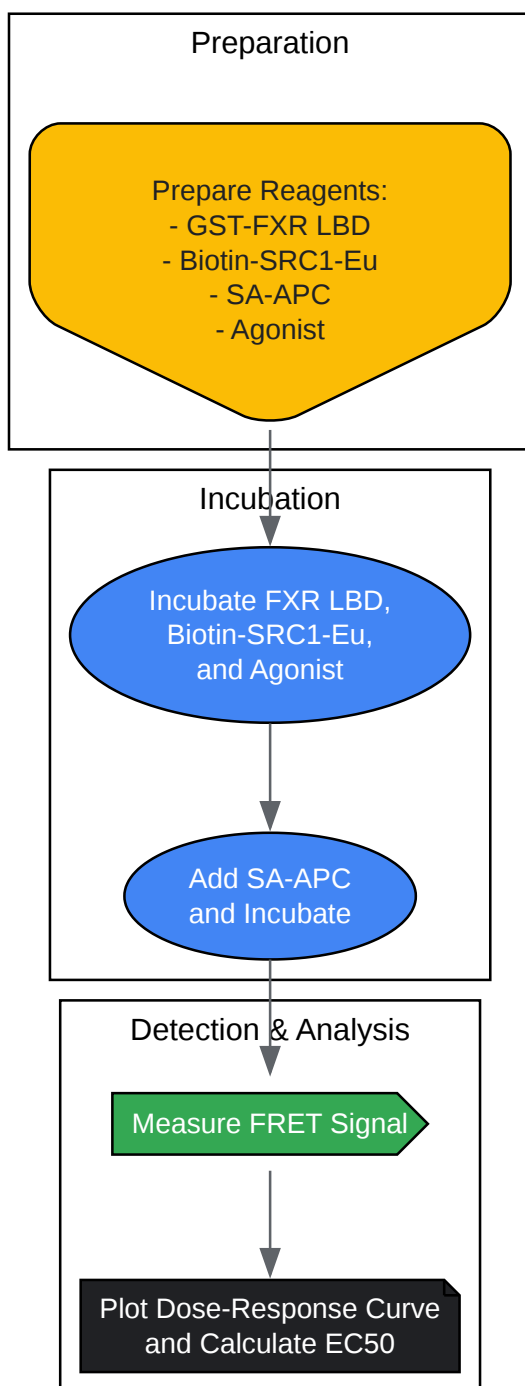 Preparation
Prepare Reagents:
- GST-FXR LBD
- Biotin-SRC1-Eu
- SA-APC
- Agonist
Incubation
Incubate FXR LBD,
Biotin-SRC1-Eu,
and Agonist
Add SA-APC
and Incubate
Detection & Analysis
Measure FRET Signal
Plot Dose-Response Curve
and Calculate EC50